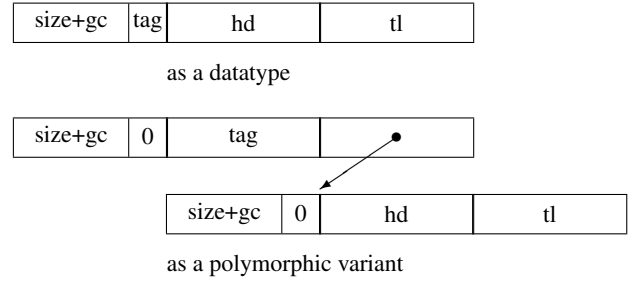 size+gc tag hd tl
as a datatype
size+gc 0 tag
size+gc 0 hd tl
as a polymorphic variant